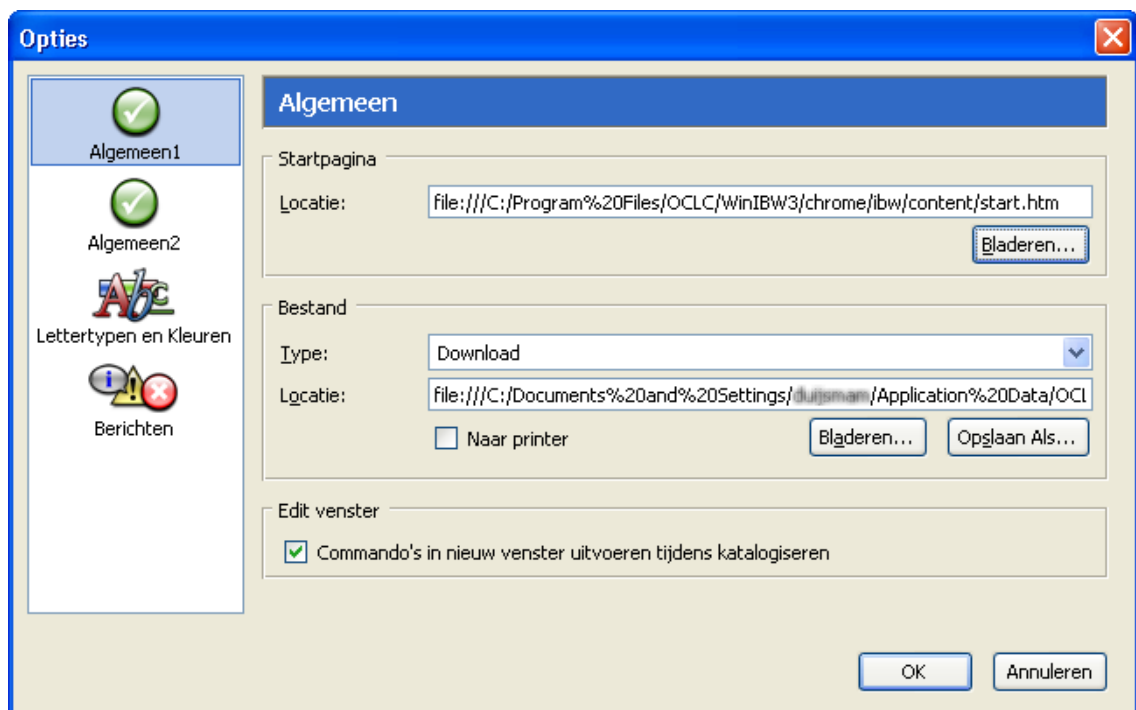 Opties
Algemeen1
Algemeen2
Lettertypen en Kleuren
Berichten
Algemeen
Startpagina
Locatie: file:///C:/Program%20Files/OCLC/WinIBW3/chrome/ibw/content/start.htm
Bladeren...
Bestand
Type: Download
Locatie: file:///C:/Documents%20and%20Settings/ /Application%20Data/OCL
Naar printer Bladeren... Opslaan Als...
Edit venster
Commando's in nieuw venster uitvoeren tijdens katalogiseren
OK Annuleren